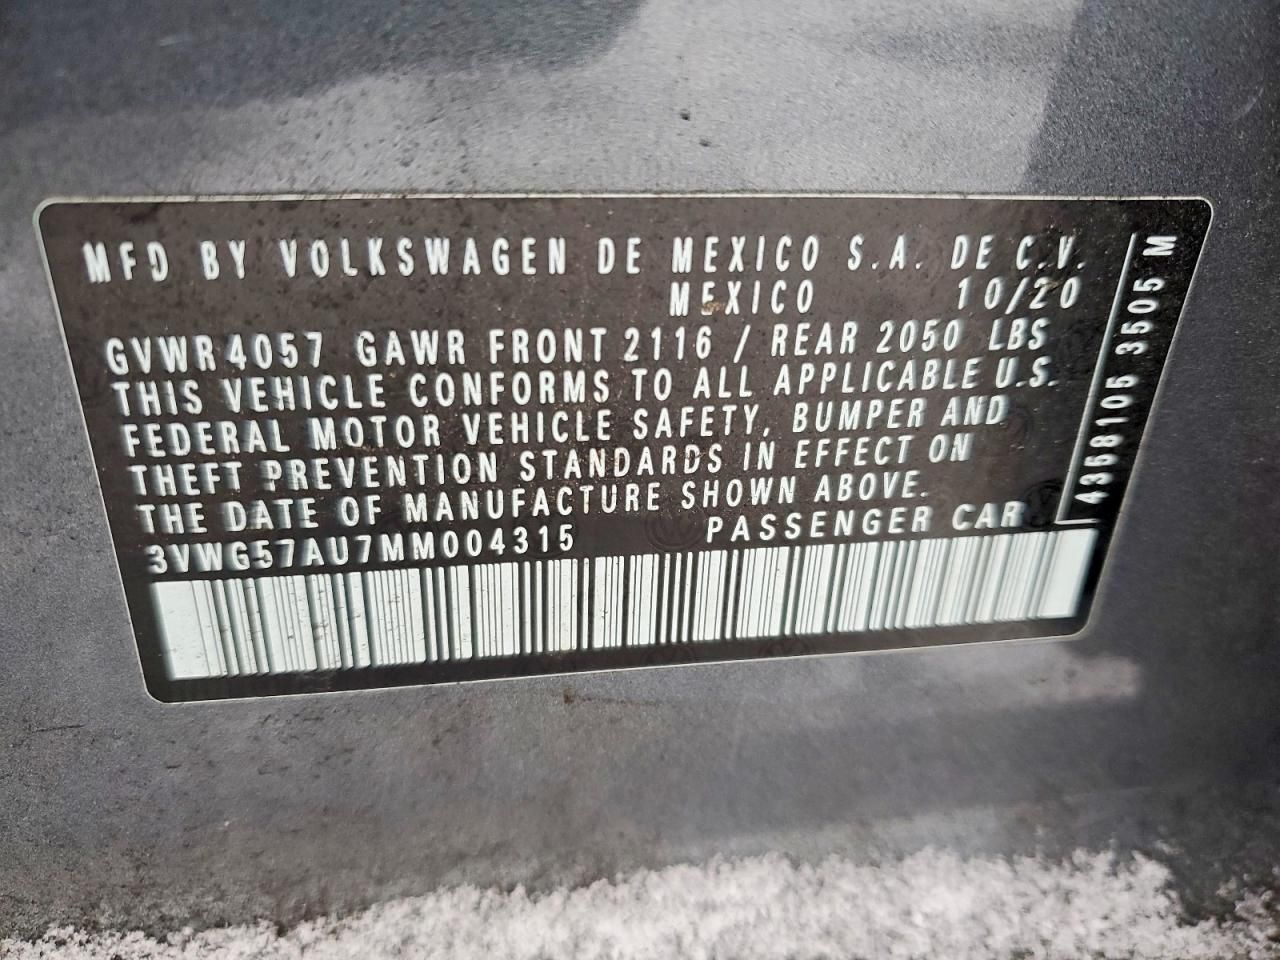 MFD BY VOLKSWAGEN DE MEXICO S.A. DE C.V.
MEXICO 10/20
GVWR 4057 GAWR FRONT 2116 / REAR 2050 LBS
THIS VEHICLE CONFORMS TO ALL APPLICABLE U.S.
FEDERAL MOTOR VEHICLE SAFETY, BUMPER AND
THEFT PREVENTION STANDARDS IN EFFECT ON
THE DATE OF MANUFACTURE SHOWN ABOVE.
3VWG57AU7MM004315 PASSENGER CAR
4358105 3505 M